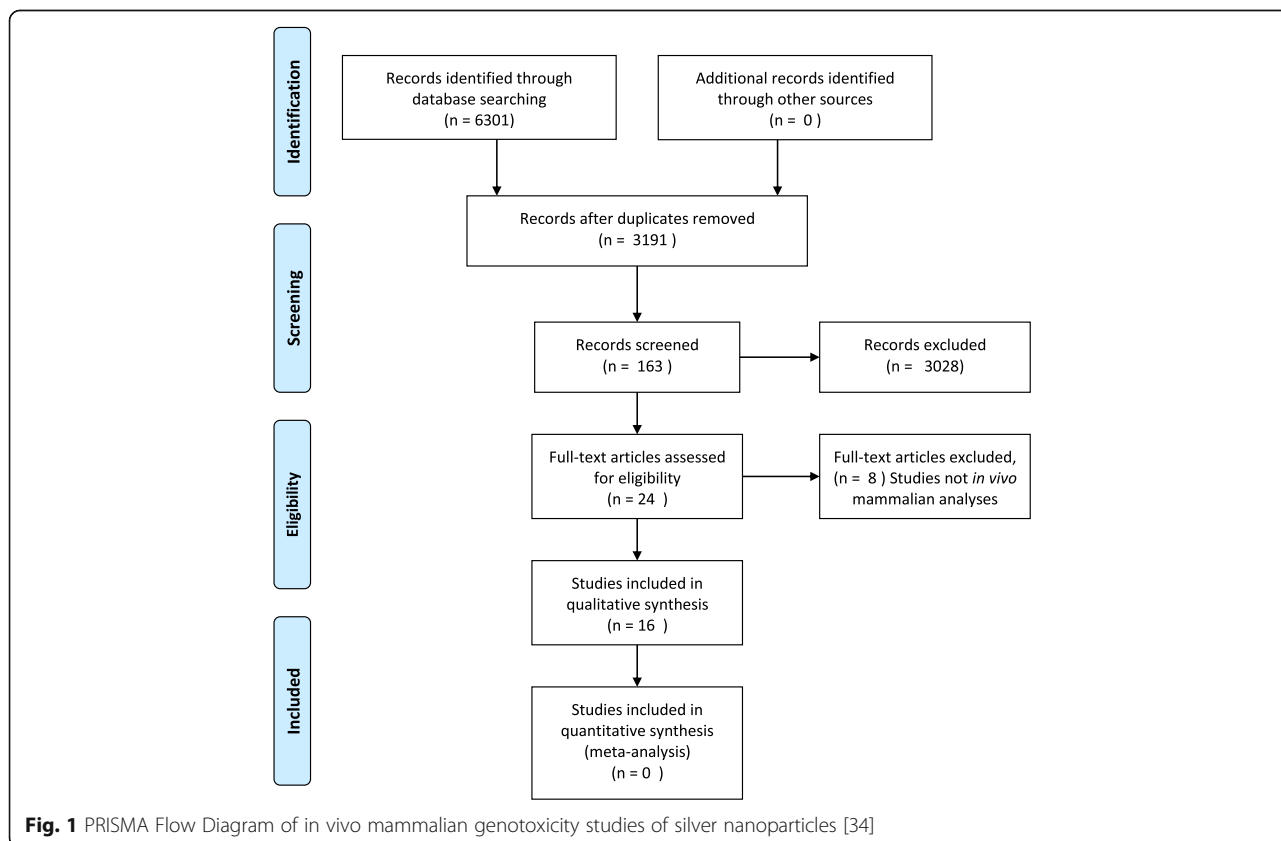 Identification
Records identified through
database searching
(n = 6301)
Additional records identified
through other sources
(n = 0 )
Screening
Records after duplicates removed
(n = 3191 )
Records screened
(n = 163 )
Records excluded
(n = 3028)
Eligibility
Full-text articles assessed
for eligibility
(n = 24 )
Full-text articles excluded,
(n = 8 ) Studies not in vivo
mammalian analyses
Studies included in
qualitative synthesis
(n = 16 )
Included
Studies included in
quantitative synthesis
(meta-analysis)
(n = 0 )
Fig. 1 PRISMA Flow Diagram of in vivo mammalian genotoxicity studies of silver nanoparticles [34]